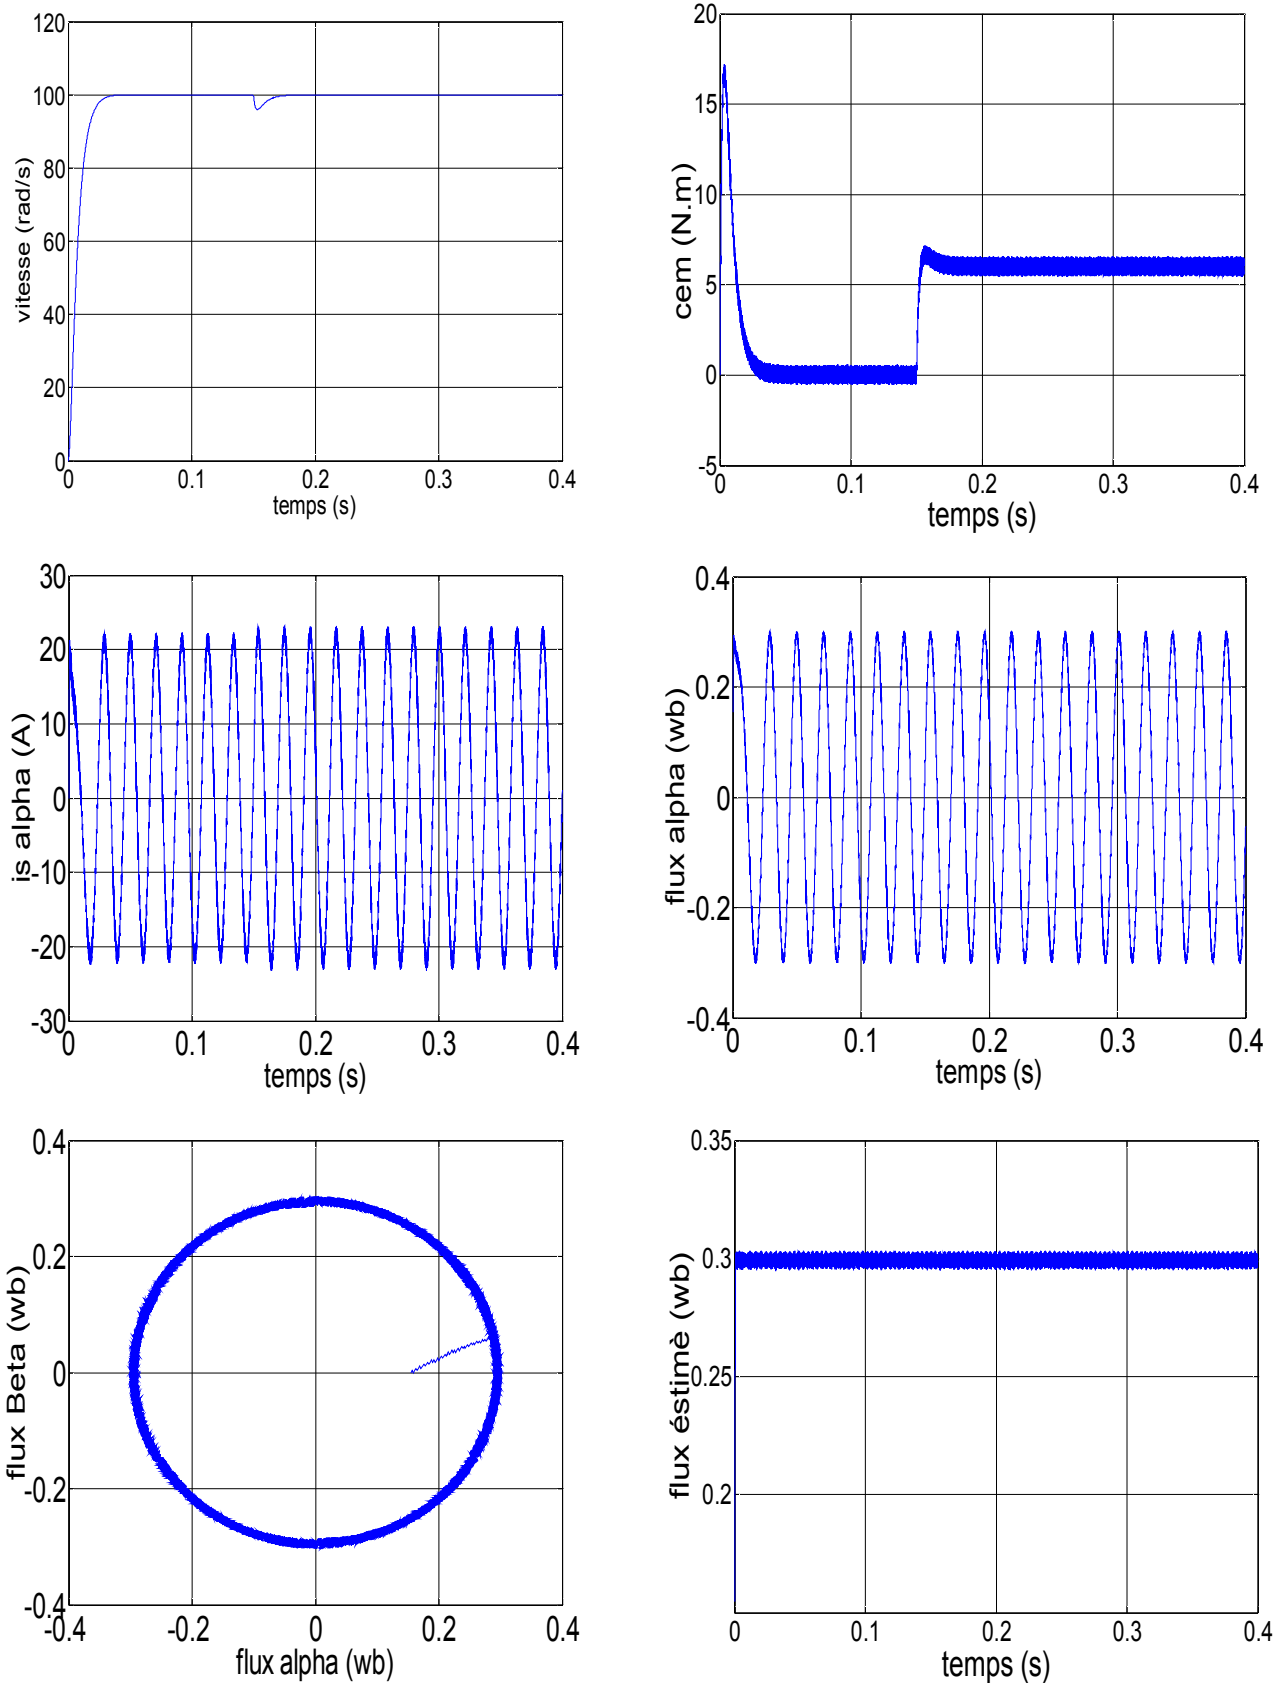 120
100
80
60
40
20
0
vitesse (rad/s)
0 0.1 0.2 0.3 0.4
temps (s)
20
15
10
5
0
-5
cem (N.m)
0 0.1 0.2 0.3 0.4
temps (s)
30
20
10
0
-10
-20
-30
is alpha (A)
0 0.1 0.2 0.3 0.4
temps (s)
0.4
0.2
0
-0.2
-0.4
flux alpha (wb)
0 0.1 0.2 0.3 0.4
temps (s)
0.4
0.2
0
-0.2
-0.4
flux Beta (wb)
-0.4 -0.2 0 0.2 0.4
flux alpha (wb)
0.35
0.3
0.25
0.2
flux éstimè (wb)
0 0.1 0.2 0.3 0.4
temps (s)